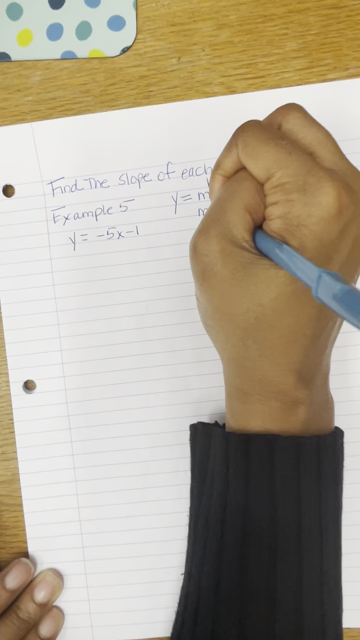 Find The slope of each
Example 5
y = m
m
y = -5x-1